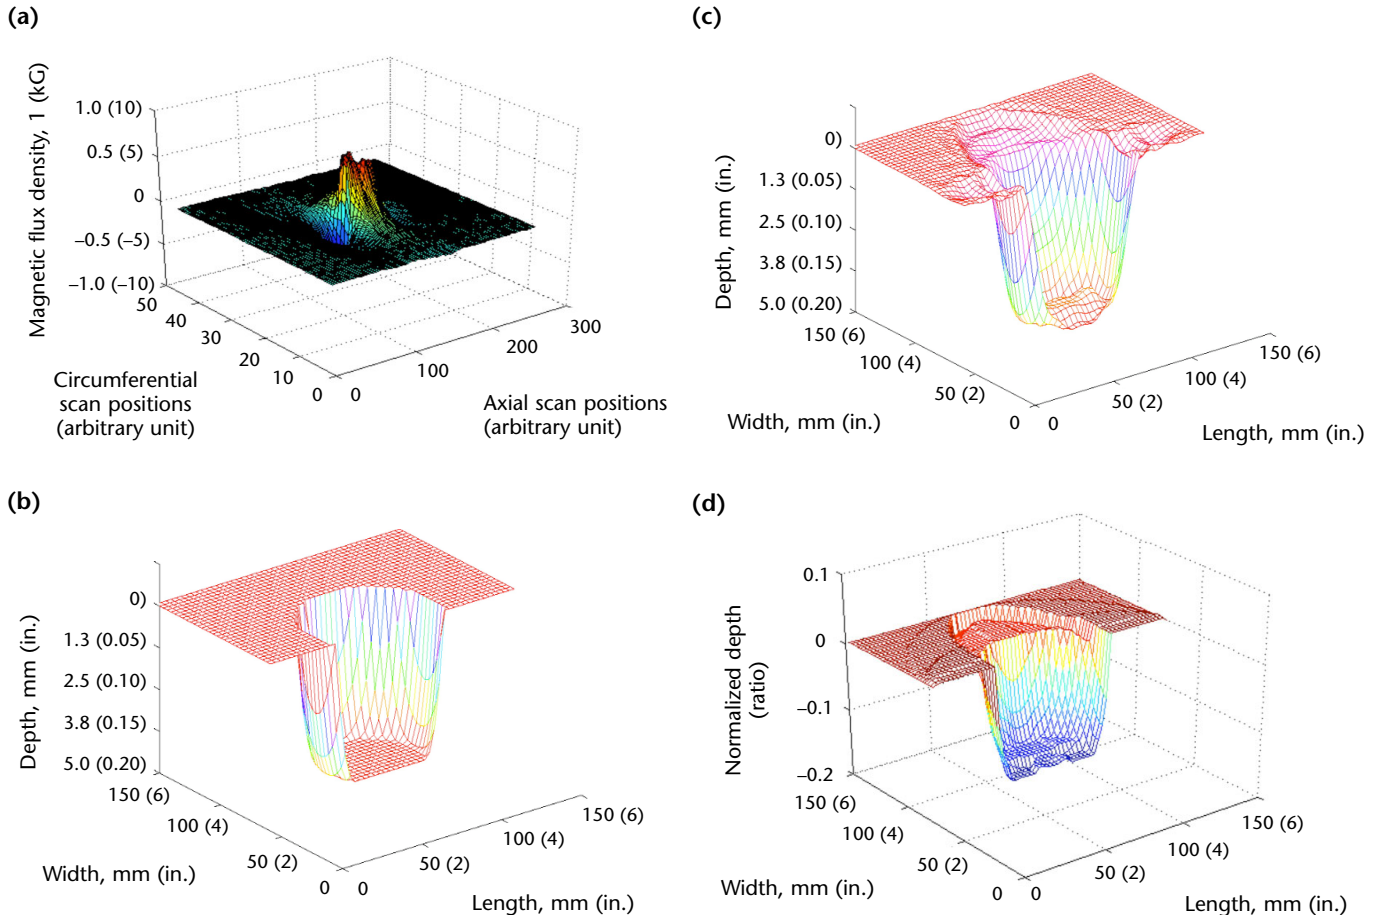 (a)
Magnetic flux density, 1 (kG)
1.0 (10)
0.5 (5)
0
−0.5 (−5)
−1.0 (−10)
50
40
30
20
10
0
0
100
200
300
Circumferential
scan positions
(arbitrary unit)
Axial scan positions
(arbitrary unit)
(b)
Depth, mm (in.)
0)
1.3 (0.05)
2.5 (0.10)
3.8 (0.15)
5.0 (0.20)
150 (6)
100 (4)
50 (2)
0
0
50 (2)
100 (4)
150 (6)
Width, mm (in.)
Length, mm (in.)
(c)
Depth, mm (in.)
0)
1.3 (0.05)
2.5 (0.10)
3.8 (0.15)
5.0 (0.20)
150 (6)
100 (4)
50 (2)
0
0
50 (2)
100 (4)
150 (6)
Width, mm (in.)
Length, mm (in.)
(d)
Normalized depth
(ratio)
0.1
0
−0.1
−0.2
150 (6)
100 (4)
50 (2)
0
0
50 (2)
100 (4)
150 (6)
Width, mm (in.)
Length, mm (in.)